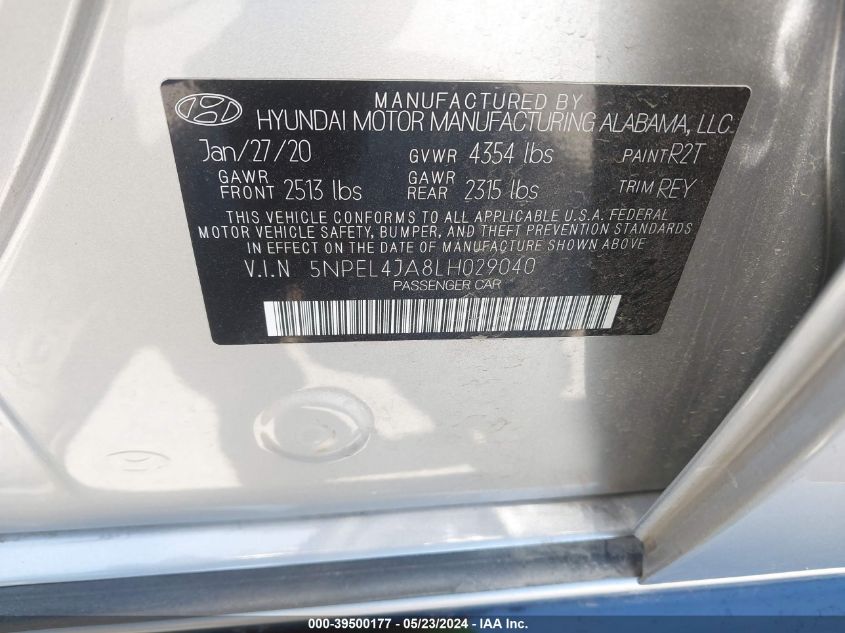 MANUFACTURED BY
HYUNDAI MOTOR MANUFACTURING ALABAMA, LLC
Jan/27/20 GVWR 4354 lbs PAINT R2T
GAWR FRONT 2513 lbs GAWR REAR 2315 lbs TRIM REY
THIS VEHICLE CONFORMS TO ALL APPLICABLE U.S.A. FEDERAL
MOTOR VEHICLE SAFETY, BUMPER, AND THEFT PREVENTION STANDARDS
IN EFFECT ON THE DATE OF MANUFACTURE SHOWN ABOVE
V.I.N 5NPEL4JA8LH029040
PASSENGER CAR
000-39500177 - 05/23/2024 - IAA Inc.